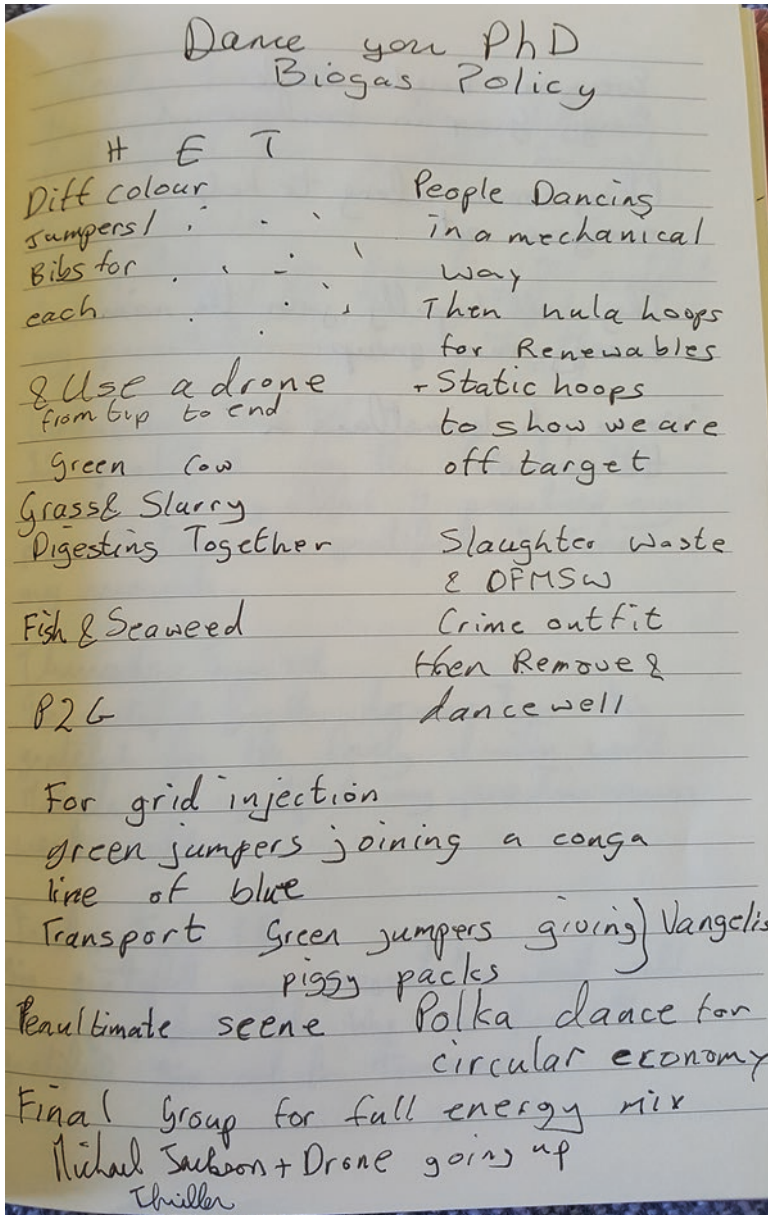 Dance you PhD
Biogas Policy
H E T
Diff colour
Jumpers/
Bibs for
each
& Use a drone
from top to end
Green Cow
Grass & Slurry
Digesting Together
Fish & Seaweed
P2G
People Dancing
in a mechanical
way
Then hula hoops
for Renewables
+ Static hoops
to show we are
off target
Slaughter Waste
& OFMSW
Crime outfit
then Remove &
dance well
For grid injection
green jumpers joining a conga
line of blue
Transport Green jumpers giving } Vangelis
piggy packs
Penultimate seene Polka dance for
circular economy
Final Group for full energy mix
Michael Jackson + Drone going up
Thriller